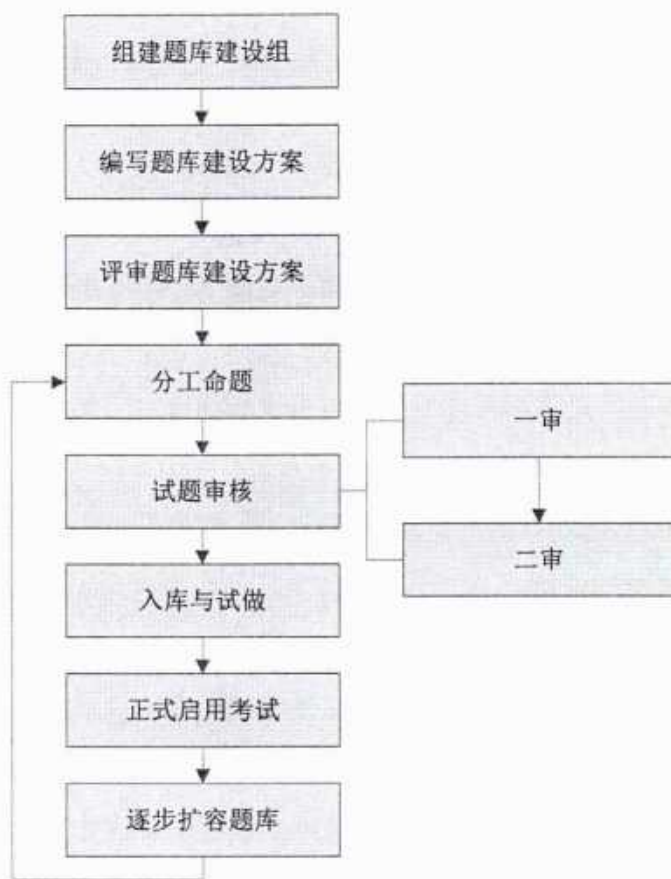 组建题库建设组
编写题库建设方案
评审题库建设方案
分工命题
试题审核
一审
二审
入库与试做
正式启用考试
逐步扩容题库